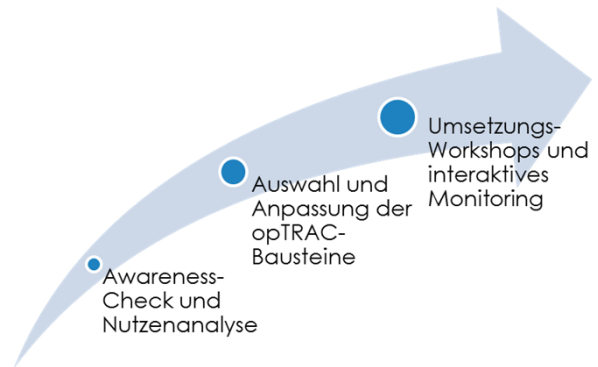 Awareness-
Check und
Nutzenanalyse
Auswahl und
Anpassung der
opTRAC-
Bausteine
Umsetzungs-
Workshops und
interaktives
Monitoring